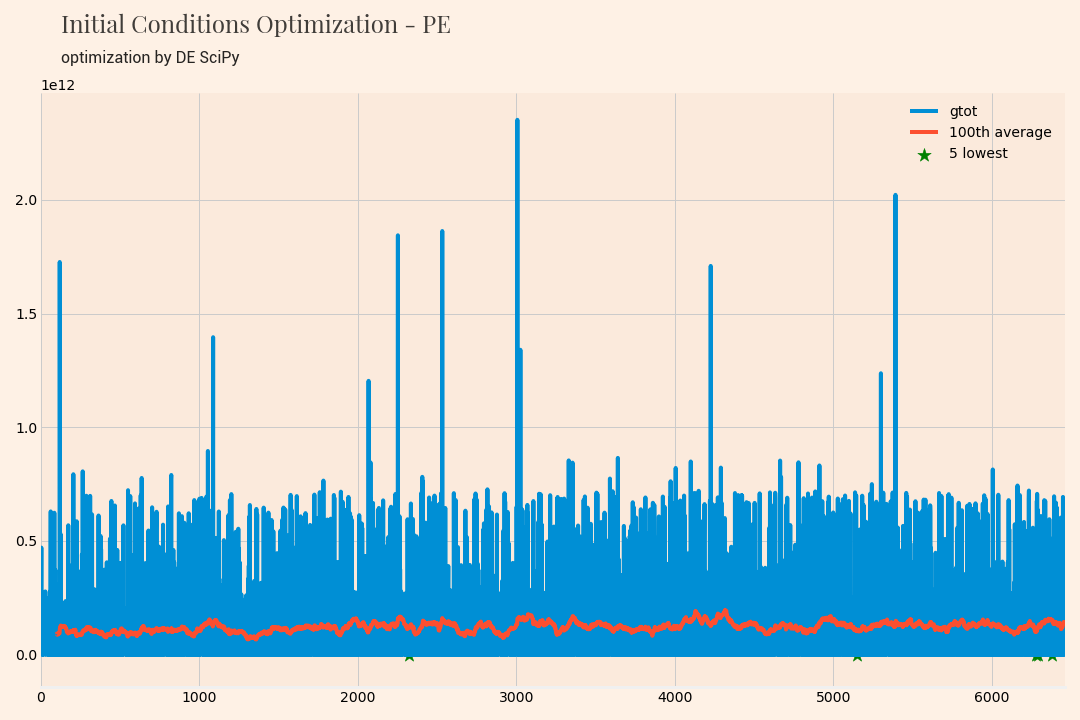 Initial Conditions Optimization - PE
optimization by DE SciPy
1e12
gtot
100th average
5 lowest
2.0
1.5
1.0
0.5
0.0
0 1000 2000 3000 4000 5000 6000